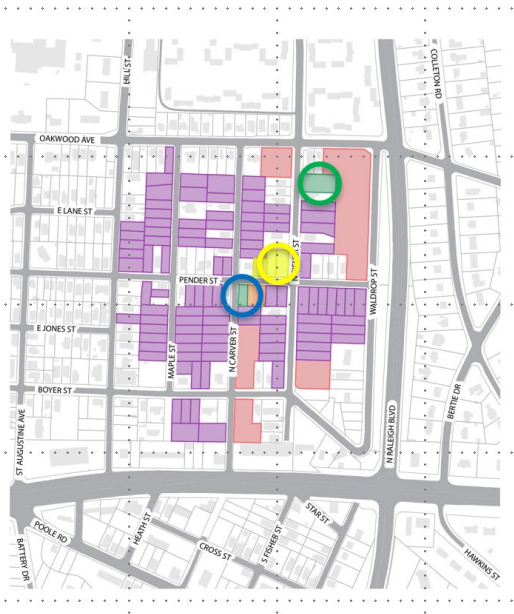 HILL ST
COLLETON RD
OAKWOOD AVE
E LANE ST
PENDER ST
WALDROP ST
E JONES ST
MAPLE ST
N CARVER ST
BOYER ST
BERTIE DR
ST AUGUSTINE AVE
N RALEIGH BLVD
STAR ST
HEATH ST
POOLE RD
S FISHER ST
CROSS ST
BATTERY DR
HAWKINS ST